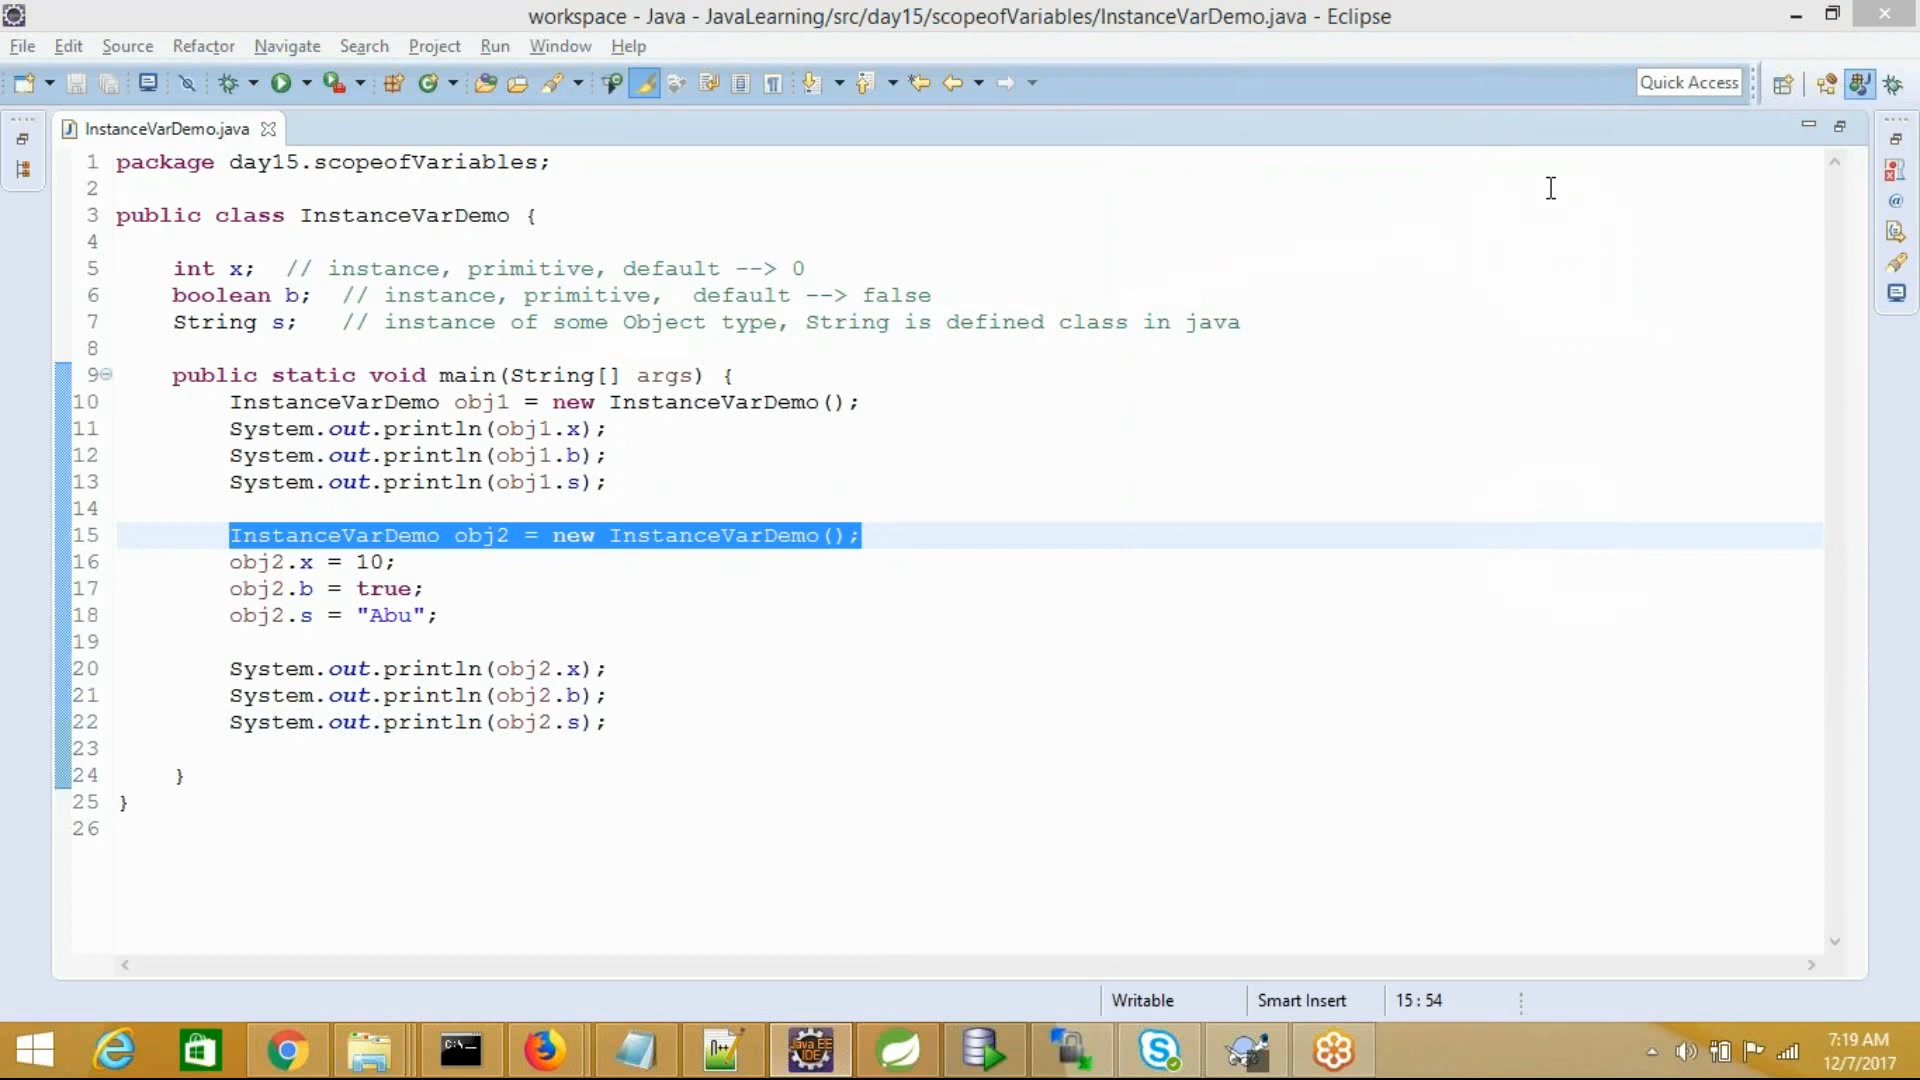 workspace - Java - JavaLearning/src/day15/scopeofVariables/InstanceVarDemo.java - Eclipse
File Edit Source Refactor Navigate Search Project Run Window Help
Quick Access
InstanceVarDemo.java
1 package day15.scopeofVariables;
2
3 public class InstanceVarDemo {
4
5 int x; // instance, primitive, default --> 0
6 boolean b; // instance, primitive, default --> false
7 String s; // instance of some Object type, String is defined class in java
8
9 public static void main(String[] args) {
10 InstanceVarDemo obj1 = new InstanceVarDemo();
11 System.out.println(obj1.x);
12 System.out.println(obj1.b);
13 System.out.println(obj1.s);
14
15 InstanceVarDemo obj2 = new InstanceVarDemo();
16 obj2.x = 10;
17 obj2.b = true;
18 obj2.s = "Abu";
19
20 System.out.println(obj2.x);
21 System.out.println(obj2.b);
22 System.out.println(obj2.s);
23
24 }
25 }
26
Writable Smart Insert 15 : 54
Java EE
IDE
7:19 AM
12/7/2017